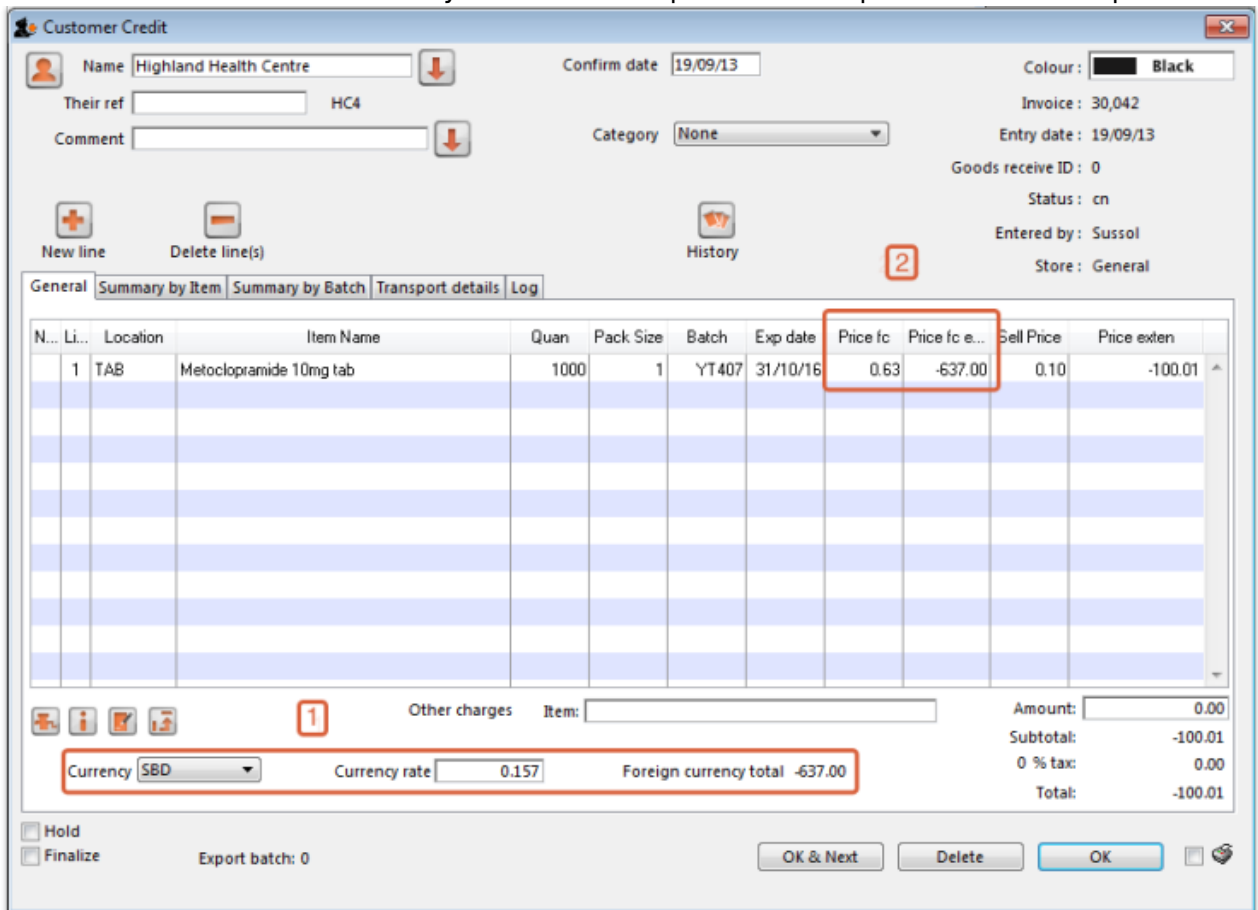 Customer Credit
Name Highland Health Centre Confirm date 19/09/13 Colour: Black
Their ref HC4 Invoice: 30,042
Comment Category None Entry date: 19/09/13
Goods receive ID: 0
Status: cn
New line Delete line(s) History Entered by: Sussol
2 Store: General
General Summary by Item Summary by Batch Transport details Log
N... Li... Location Item Name Quan Pack Size Batch Exp date Price fc Price fc e... Sell Price Price exten
1 TAB Metoclopramide 10mg tab 1000 1 YT407 31/10/16 0.63 -637.00 0.10 -100.01
1 Other charges Item: Amount: 0.00
Subtotal: -100.01
Currency SBD Currency rate 0.157 Foreign currency total -637.00 0 % tax: 0.00
Total: -100.01
Hold
Finalize Export batch: 0 OK & Next Delete OK